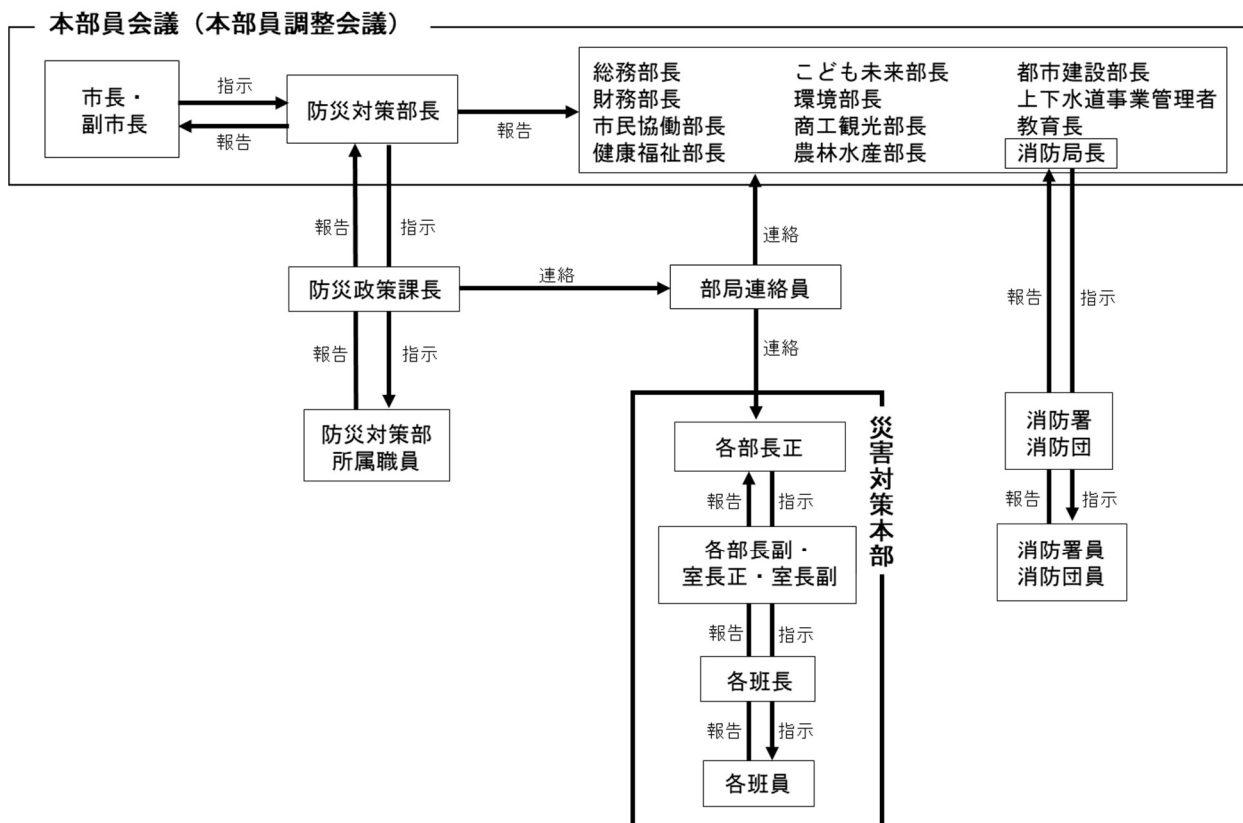 本部員会議（本部員調整会議）
市長・
副市長
指示
報告
防災対策部長
報告
総務部長
財務部長
市民協働部長
健康福祉部長
こども未来部長
環境部長
商工観光部長
農林水産部長
都市建設部長
上下水道事業管理者
教育長
消防局長
報告
指示
連絡
防災政策課長
連絡
部局連絡員
報告
指示
報告
指示
連絡
防災対策部
所属職員
災害対策本部
各部長正
報告
指示
各部長副・
室長正・室長副
報告
指示
各班長
報告
指示
各班員
消防署
消防団
報告
指示
消防署員
消防団員